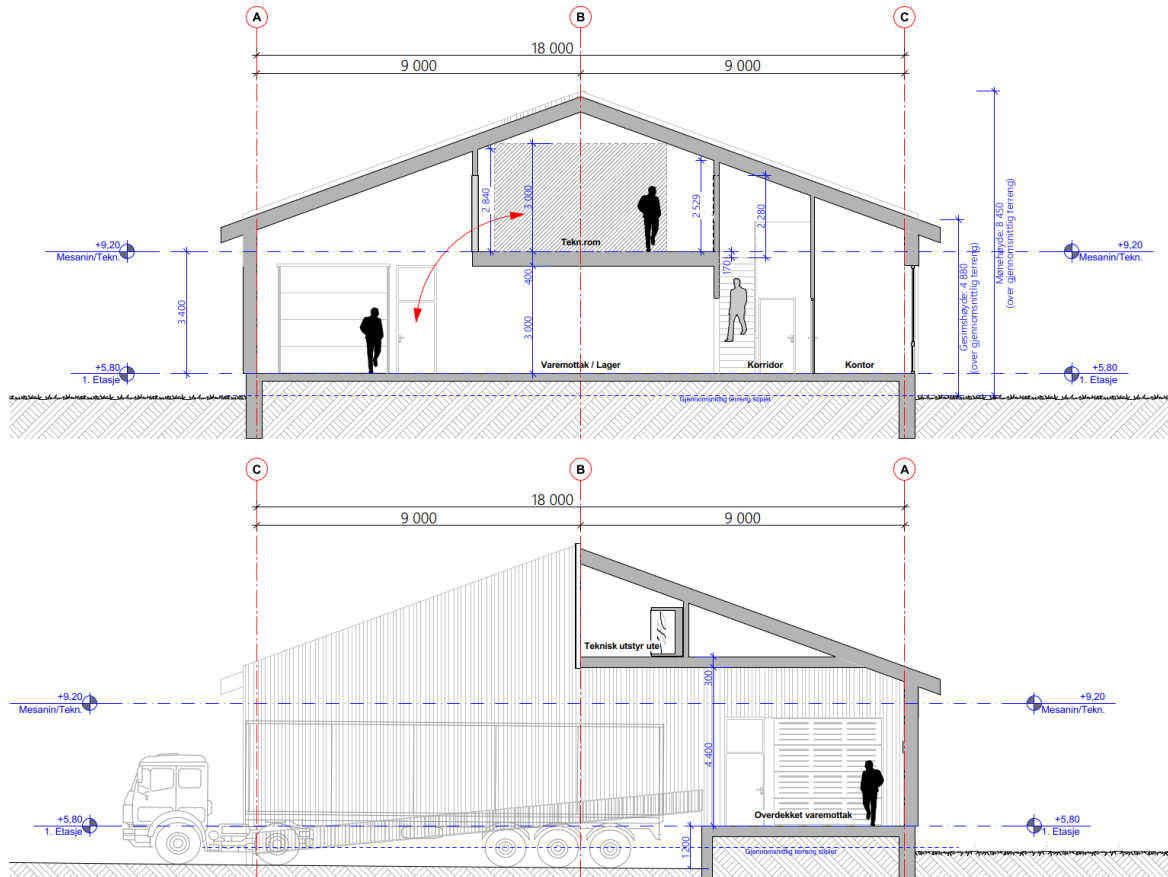 A
B
C
18 000
9 000
9 000
+9,20
Mesanin/Tekn.
3 400
+5,80
1. Etasje
2 840
3 000
Tekn.rom
400
3 000
Varemottak / Lager
2 529
2 280
170
Korridor
Kontor
Gesimshøyde: 4 880
(over gjennomsnittlig terreng)
Mønehøyde: 8 450
(over gjennomsnittlig terreng)
+9,20
Mesanin/Tekn.
+5,80
1. Etasje
Gjennomsnittlig terreng stiplet
C
B
A
18 000
9 000
9 000
Teknisk utstyr ute
300
+9,20
Mesanin/Tekn.
+9,20
Mesanin/Tekn.
4 400
Overdekket varemottak
+5,80
1. Etasje
+5,80
1. Etasje
1 200
Gjennomsnittlig terreng stiplet